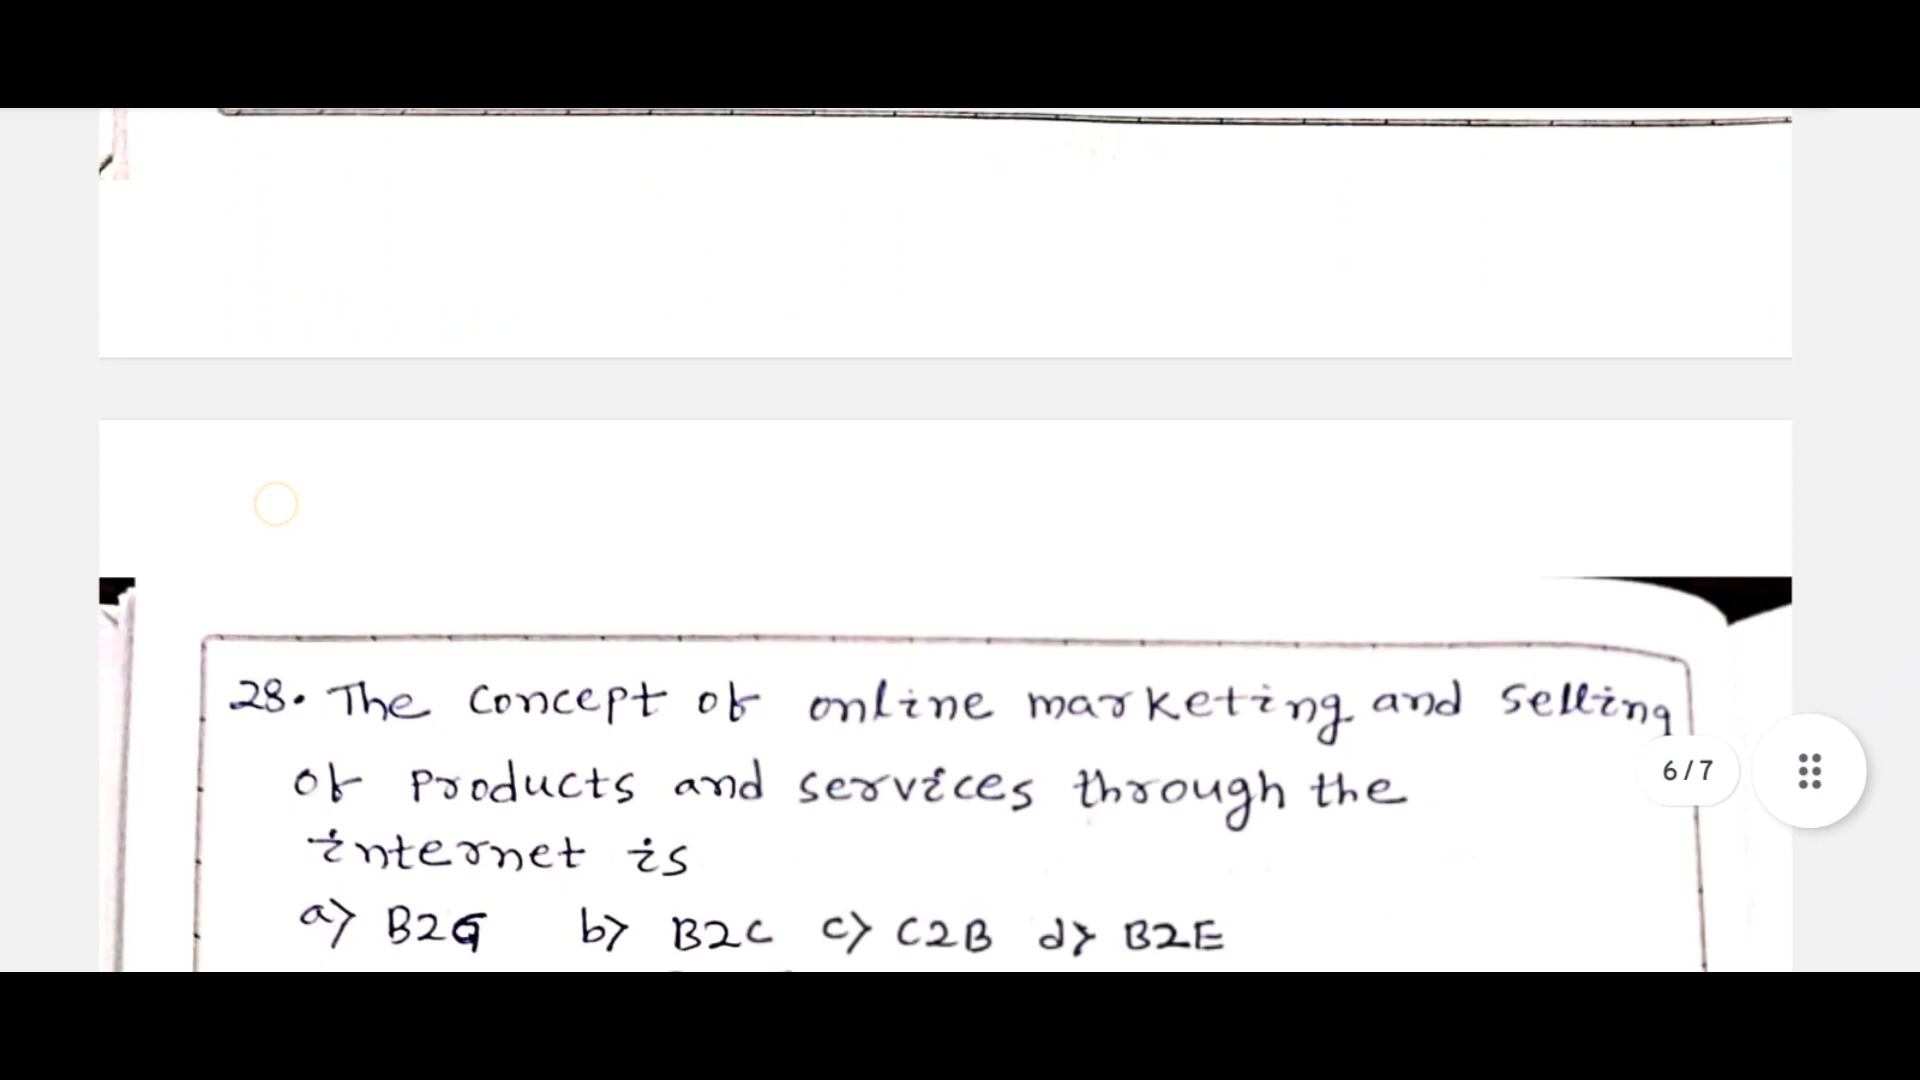 28. The concept of online marketing and selling
of products and services through the
6/7
internet is
a) B2G b) B2C c) C2B d) B2E